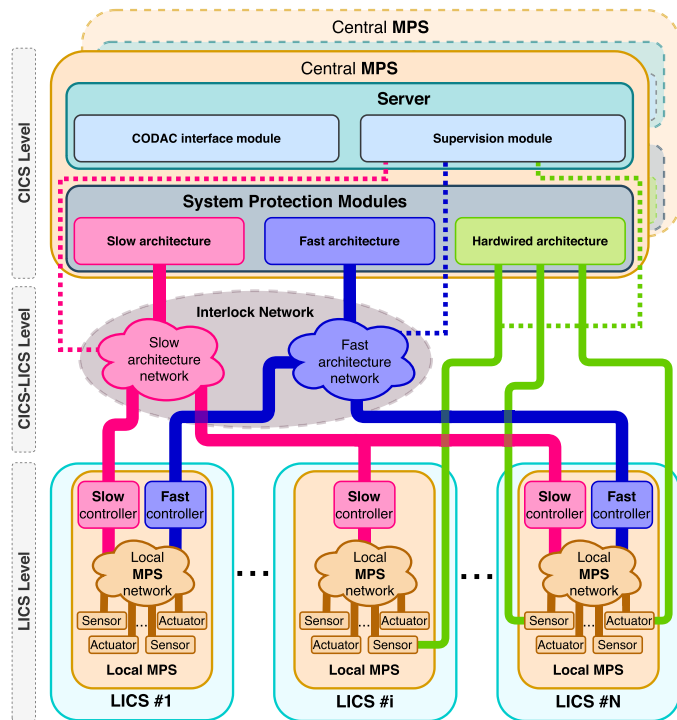 Central MPS
Central MPS
Server
CODAC interface module
Supervision module
System Protection Modules
Slow architecture
Fast architecture
Hardwired architecture
CICS Level
Interlock Network
Slow
architecture
network
Fast
architecture
network
CICS-LICS Level
LICS Level
Slow
controller
Fast
controller
Local
MPS
network
Sensor
...
Actuator
Actuator
Sensor
Local MPS
LICS #1
...
Slow
controller
Local
MPS
network
Sensor
...
Actuator
Actuator
Sensor
Local MPS
LICS #i
...
Slow
controller
Fast
controller
Local
MPS
network
Sensor
...
Actuator
Actuator
Sensor
Local MPS
LICS #N